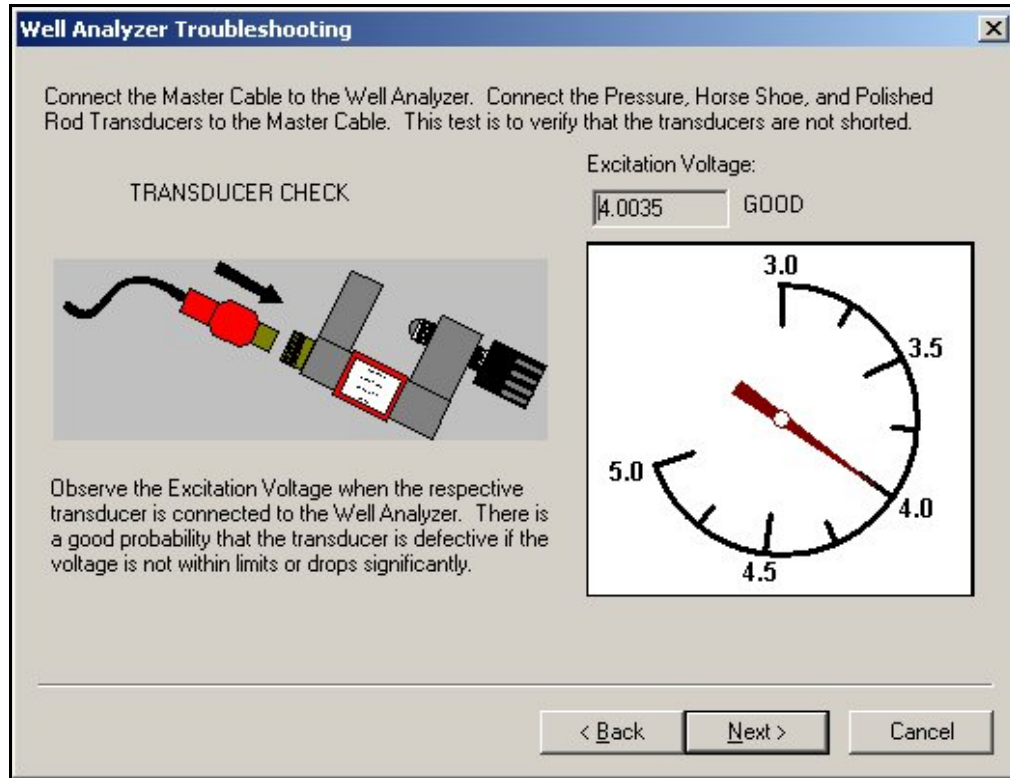 Well Analyzer Troubleshooting
Connect the Master Cable to the Well Analyzer. Connect the Pressure, Horse Shoe, and Polished
Rod Transducers to the Master Cable. This test is to verify that the transducers are not shorted.
TRANSDUCER CHECK
Excitation Voltage:
4.0035 GOOD
3.0
3.5
4.0
4.5
5.0
Observe the Excitation Voltage when the respective
transducer is connected to the Well Analyzer. There is
a good probability that the transducer is defective if the
voltage is not within limits or drops significantly.
< Back
Next >
Cancel